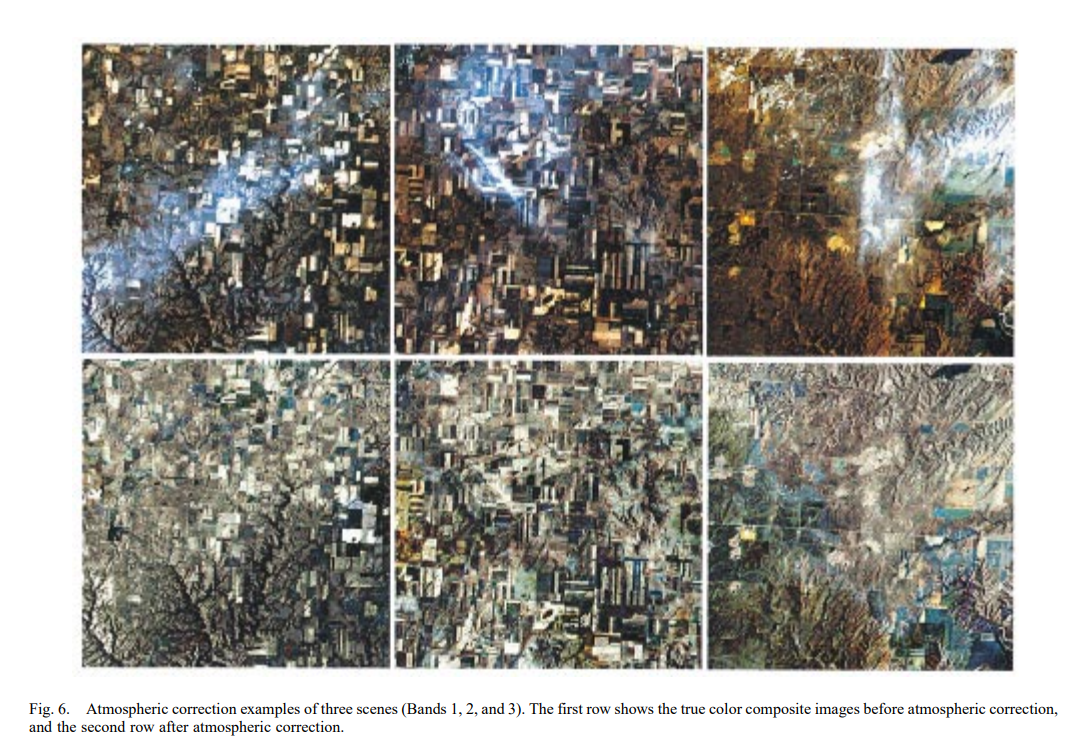 Fig. 6. Atmospheric correction examples of three scenes (Bands 1, 2, and 3). The first row shows the true color composite images before atmospheric correction,
and the second row after atmospheric correction.